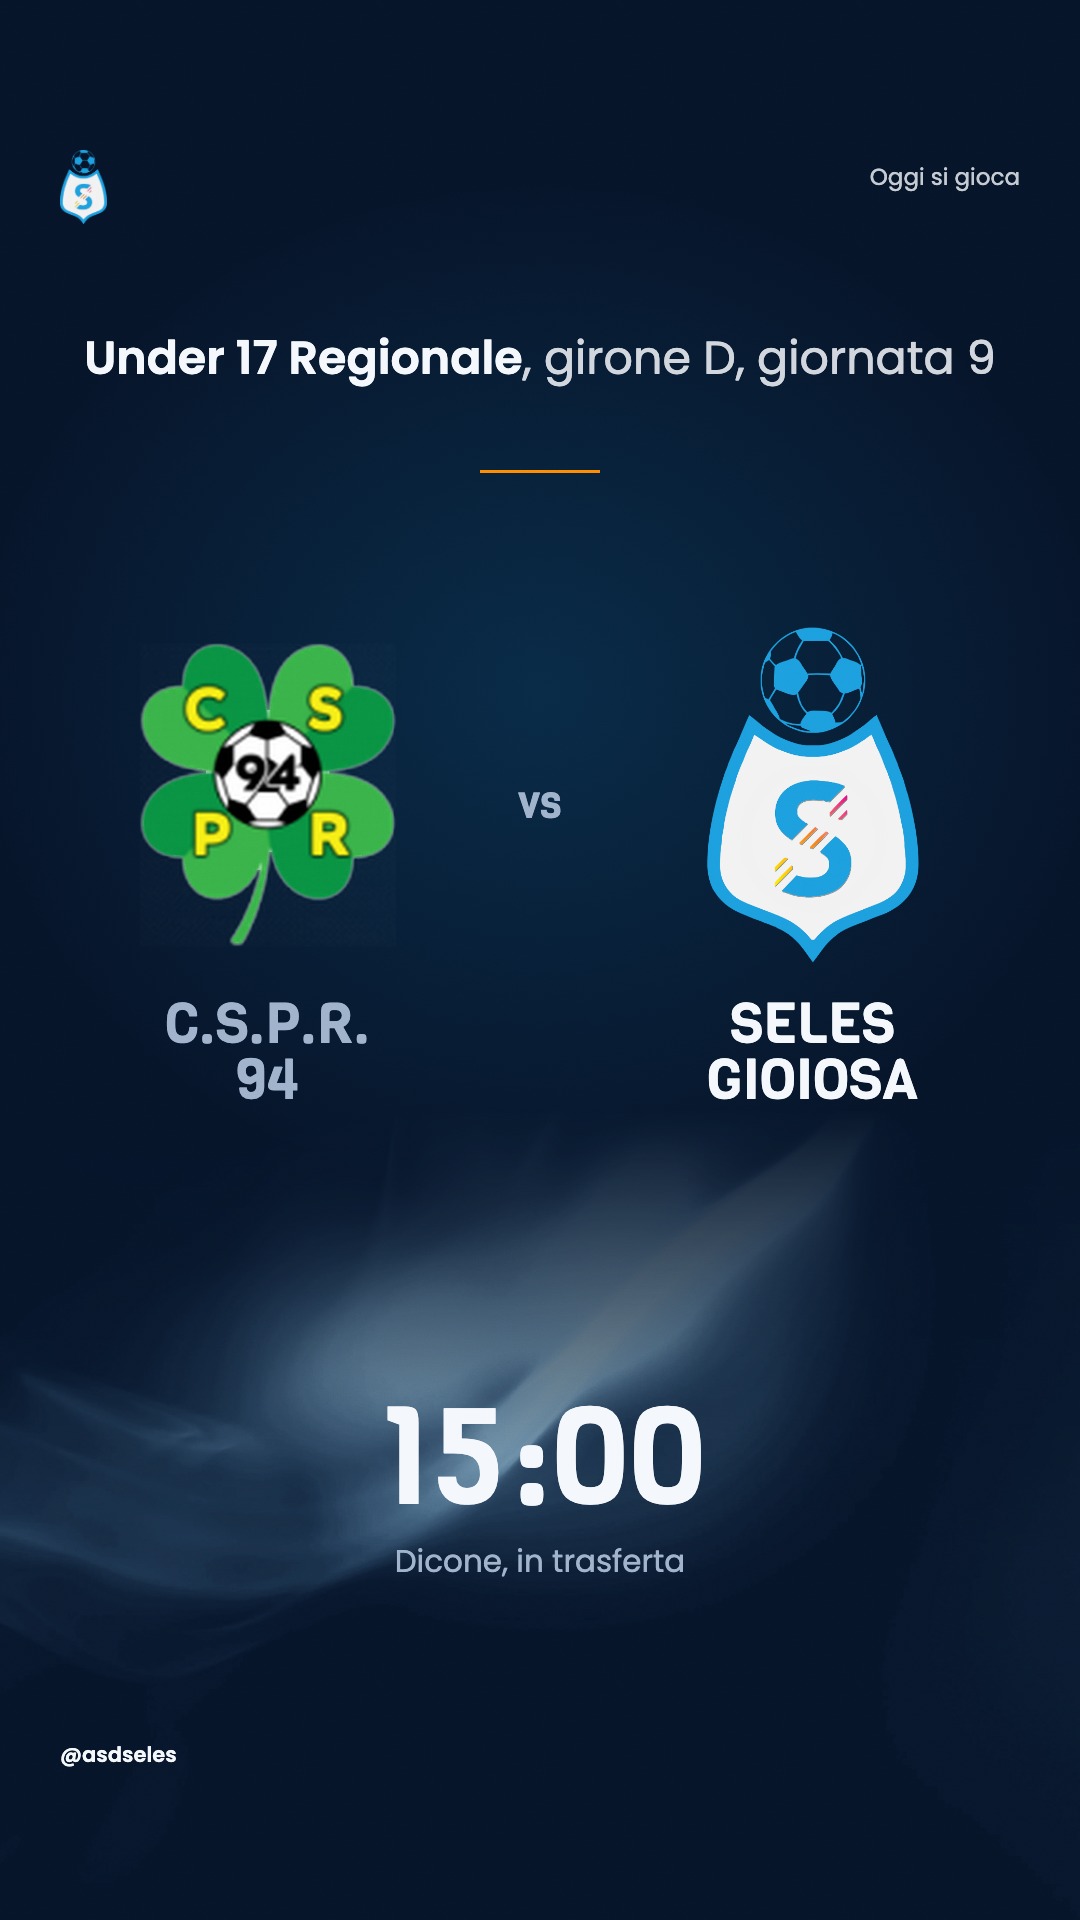 S
Oggi si gioca
Under 17 Regionale, girone D, giornata 9
C S
94
P R
vs
S
C.S.P.R.
94
SELES
GIOIOSA
15:00
Dicone, in trasferta
@asdseles